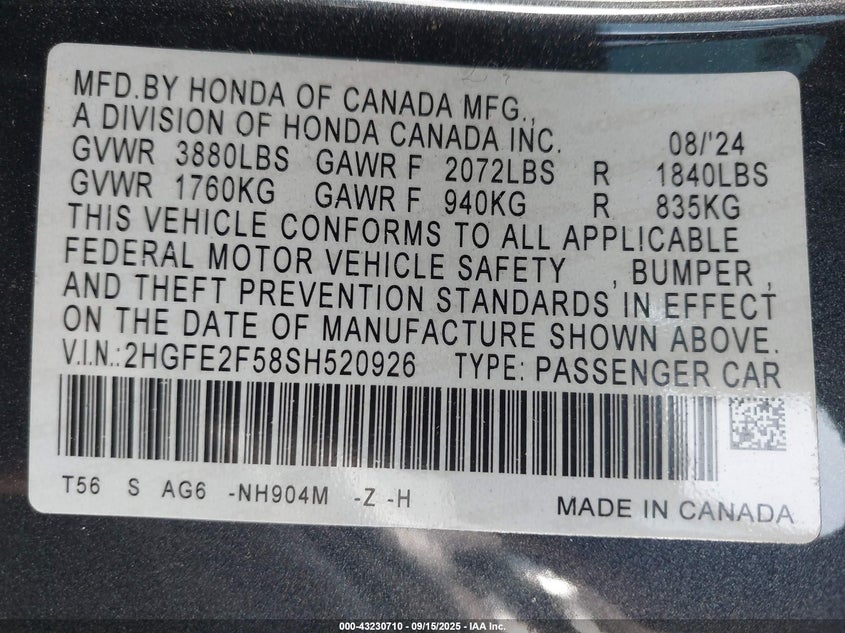 MFD.BY HONDA OF CANADA MFG.,
A DIVISION OF HONDA CANADA INC. 08/'24
GVWR 3880LBS GAWR F 2072LBS R 1840LBS
GVWR 1760KG GAWR F 940KG R 835KG
THIS VEHICLE CONFORMS TO ALL APPLICABLE
FEDERAL MOTOR VEHICLE SAFETY , BUMPER ,
AND THEFT PREVENTION STANDARDS IN EFFECT
ON THE DATE OF MANUFACTURE SHOWN ABOVE.
V.I.N.:2HGFE2F58SH520926 TYPE: PASSENGER CAR
T56 S AG6 -NH904M -Z -H
MADE IN CANADA
000-43230710 - 09/15/2025 - IAA Inc.